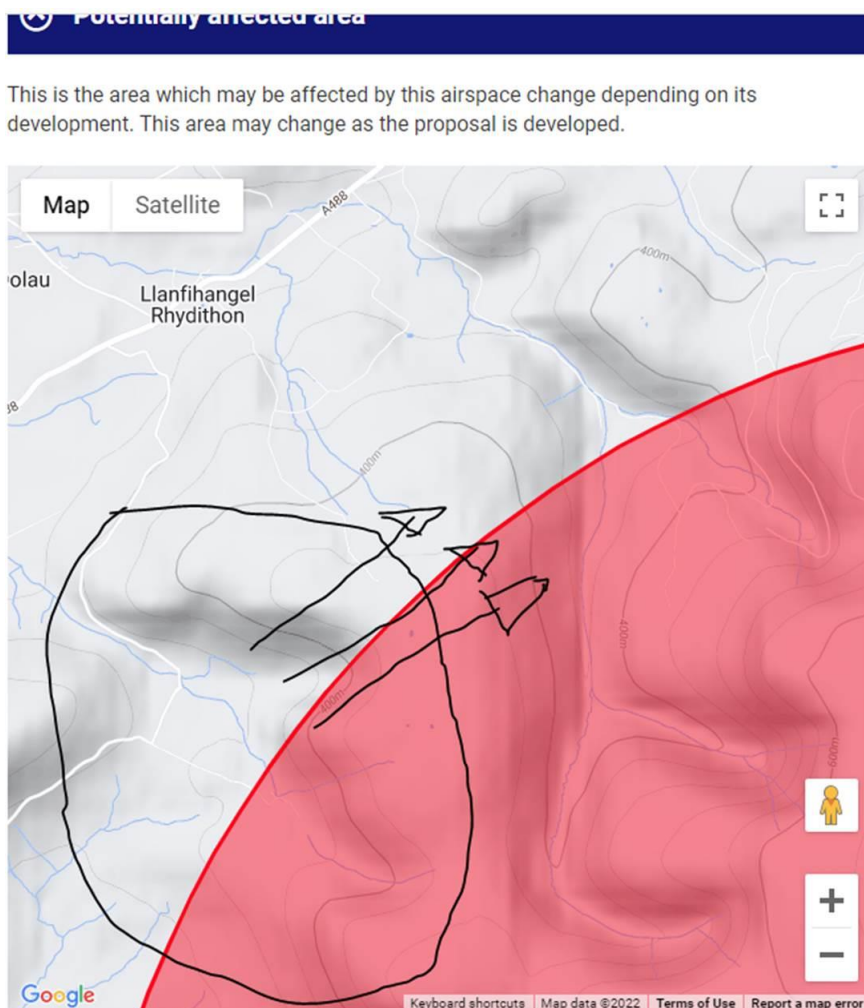 Potentially affected area
This is the area which may be affected by this airspace change depending on its
development. This area may change as the proposal is developed.
Map Satellite
A488
400m
olau
Llanfihangel
Rhydithon
400m
400m
400m
600m
Google
Keyboard shortcuts Map data ©2022 Terms of Use Report a map error